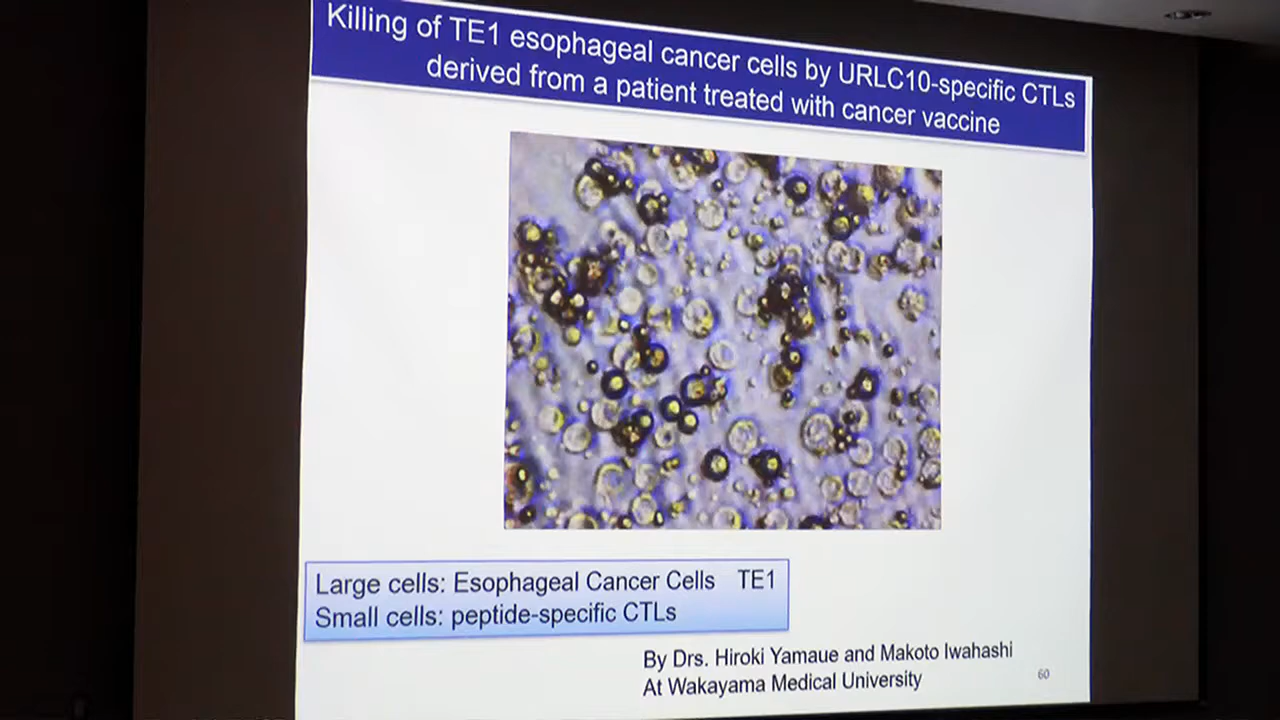 Killing of TE1 esophageal cancer cells by URLC10-specific CTLs
derived from a patient treated with cancer vaccine
Large cells: Esophageal Cancer Cells TE1
Small cells: peptide-specific CTLs
By Drs. Hiroki Yamaue and Makoto Iwahashi
At Wakayama Medical University
60